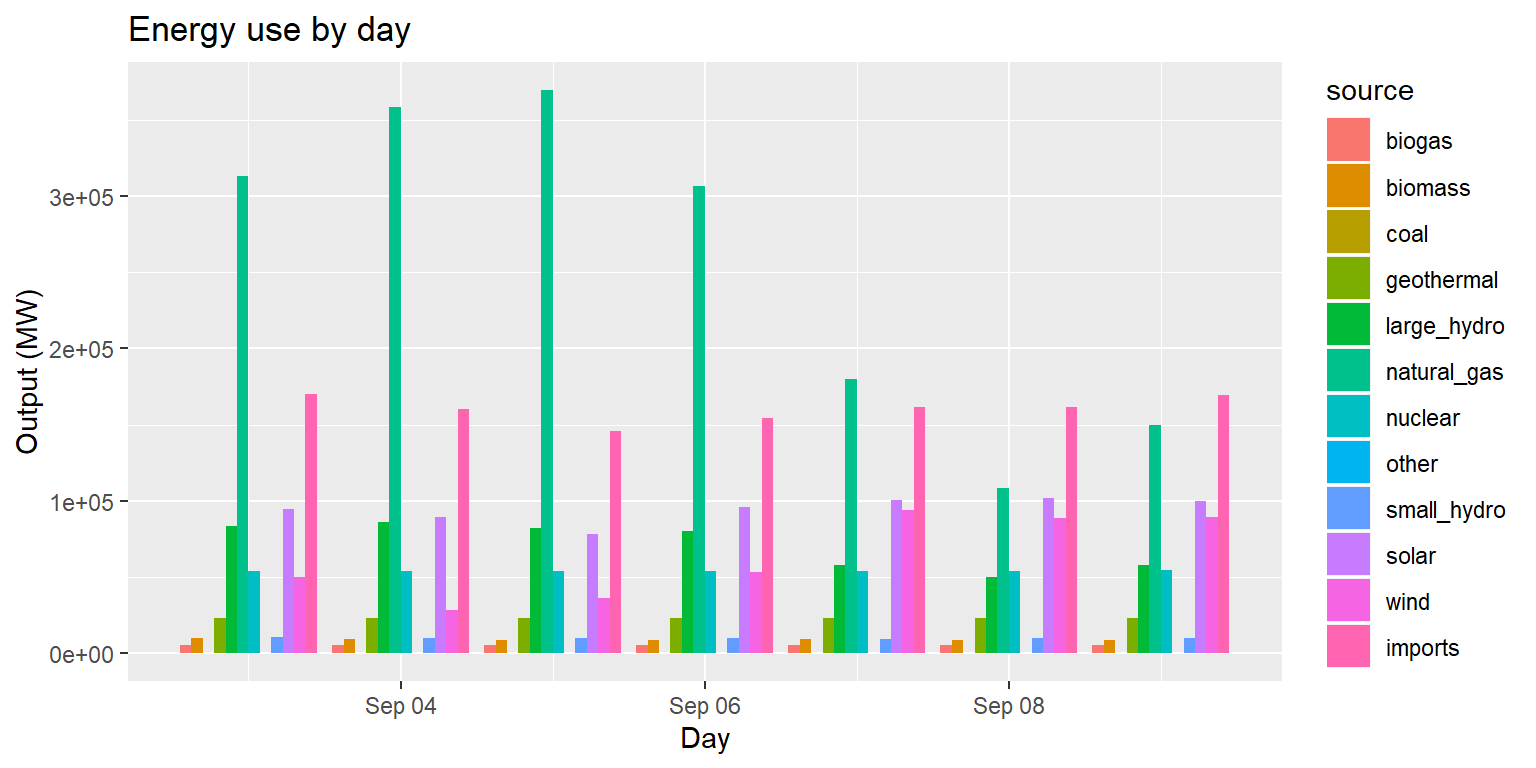 Energy use by day
Output (MW)
3e+05
2e+05
1e+05
0e+00
Sep 04 Sep 06 Sep 08
Day
source
biogas
biomass
coal
geothermal
large_hydro
natural_gas
nuclear
other
small_hydro
solar
wind
imports